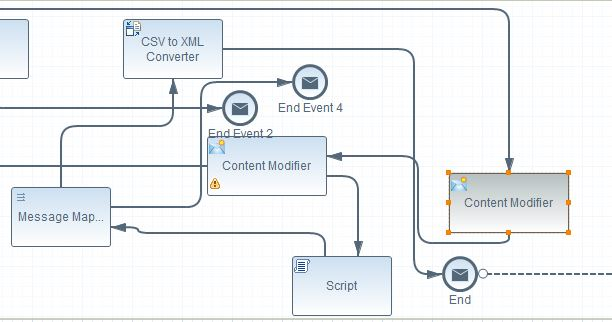 CSV to XML
Converter
End Event 4
End Event 2
Content Modifier
Content Modifier
Message Map...
Script
End